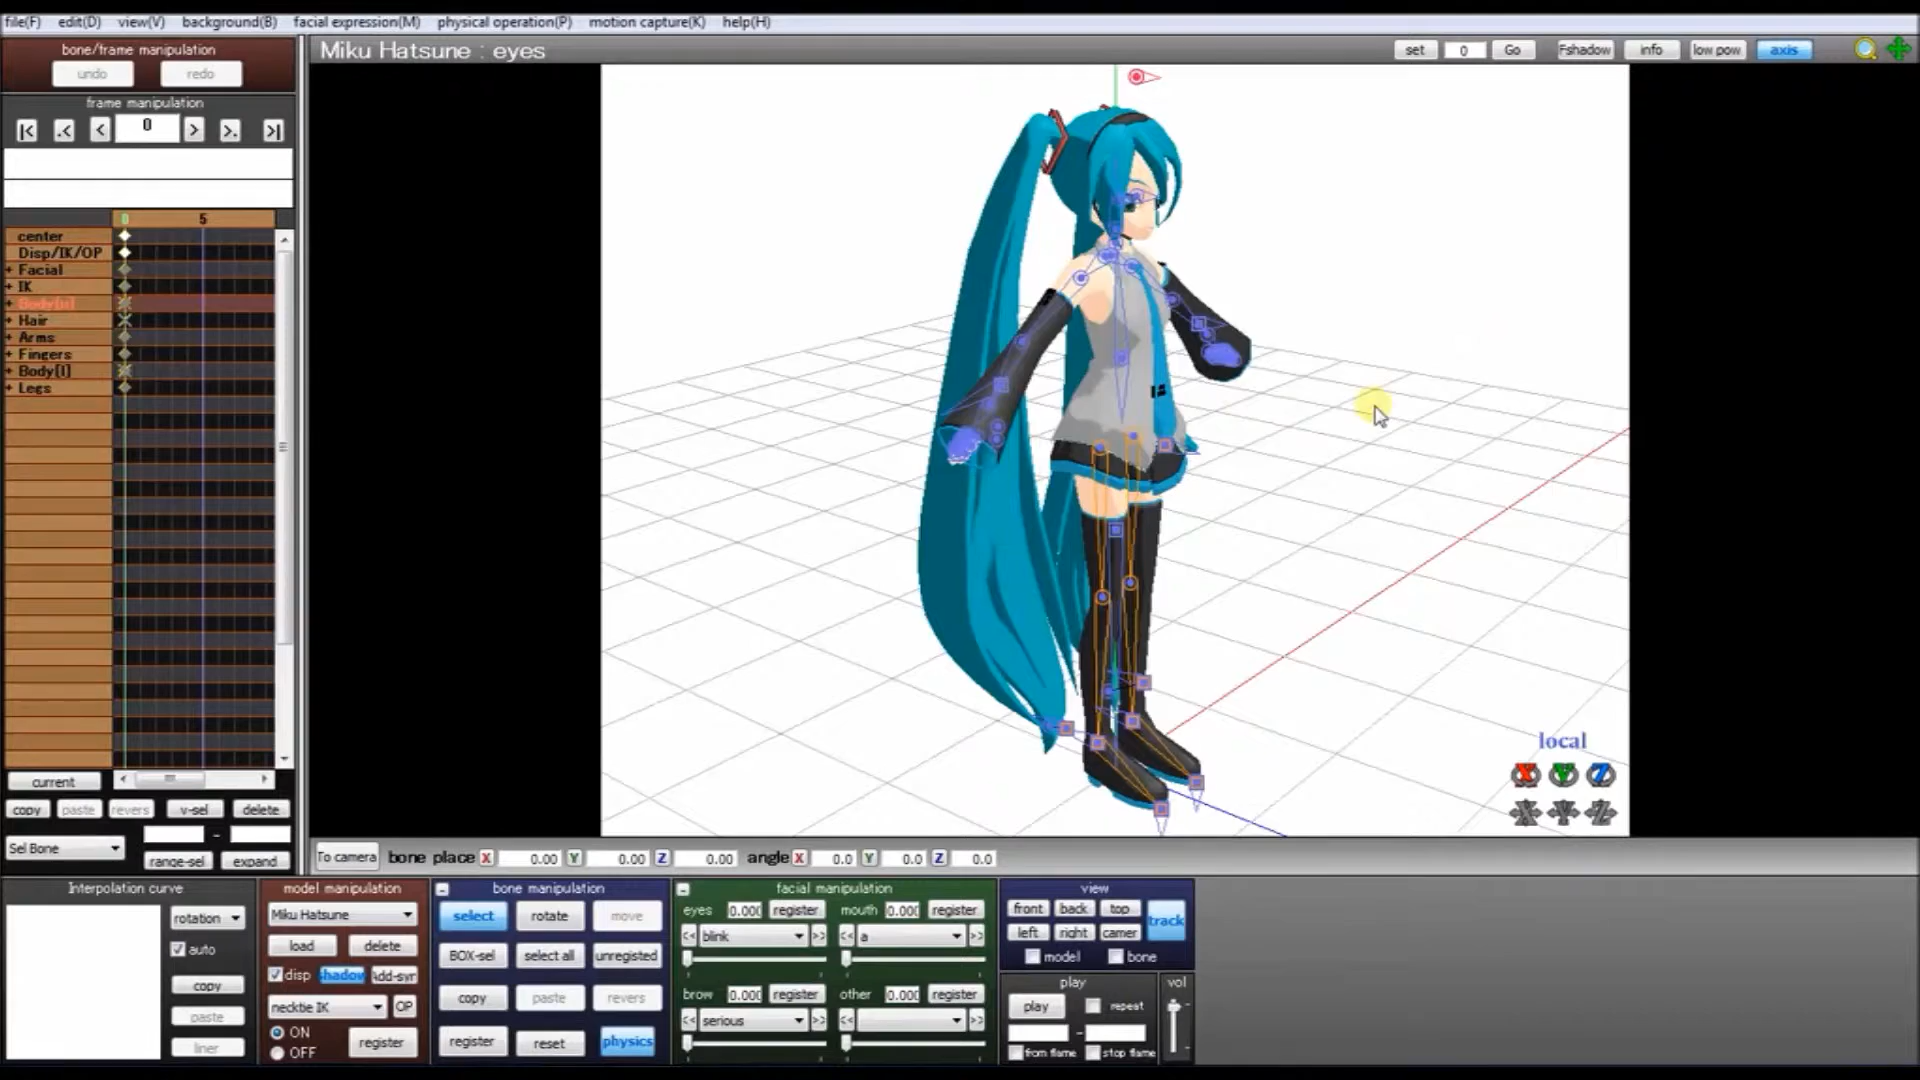 file(F) edit(D) view(V) background(B) facial expression(M) physical operation(P) motion capture(K) help(H)
bone/frame manipulation
undo redo
Miku Hatsune : eyes
set 0 Go Fshadow info low pow axis
frame manipulation
|< .< < 0 > >. >|
0 5
center
Disp/IK/OP
+ Facial
+ IK
+ Body[u]
+ Hair
+ Arms
+ Fingers
+ Body[l]
+ Legs
local
X Y Z
X Y Z
current
copy paste revers v-sel delete
Sel Bone - range-sel expand
To camera bone place X 0.00 Y 0.00 Z 0.00 angle X 0.0 Y 0.0 Z 0.0
Interpolation curve
rotation
auto
copy
paste
liner
model manipulation
Miku Hatsune
load delete
disp shadow Add-syn
necktie IK OP
ON
OFF
register
bone manipulation
select rotate move
BOX-sel select all unregisted
copy paste revers
register reset physics
facial manipulation
eyes 0.000 register mouth 0.000 register
<< blink >> << a >>
brow 0.000 register other 0.000 register
<< serious >> << >>
view
front back top
left right camer
track
model bone
play
play repeat
-
from flame stop flame
vol